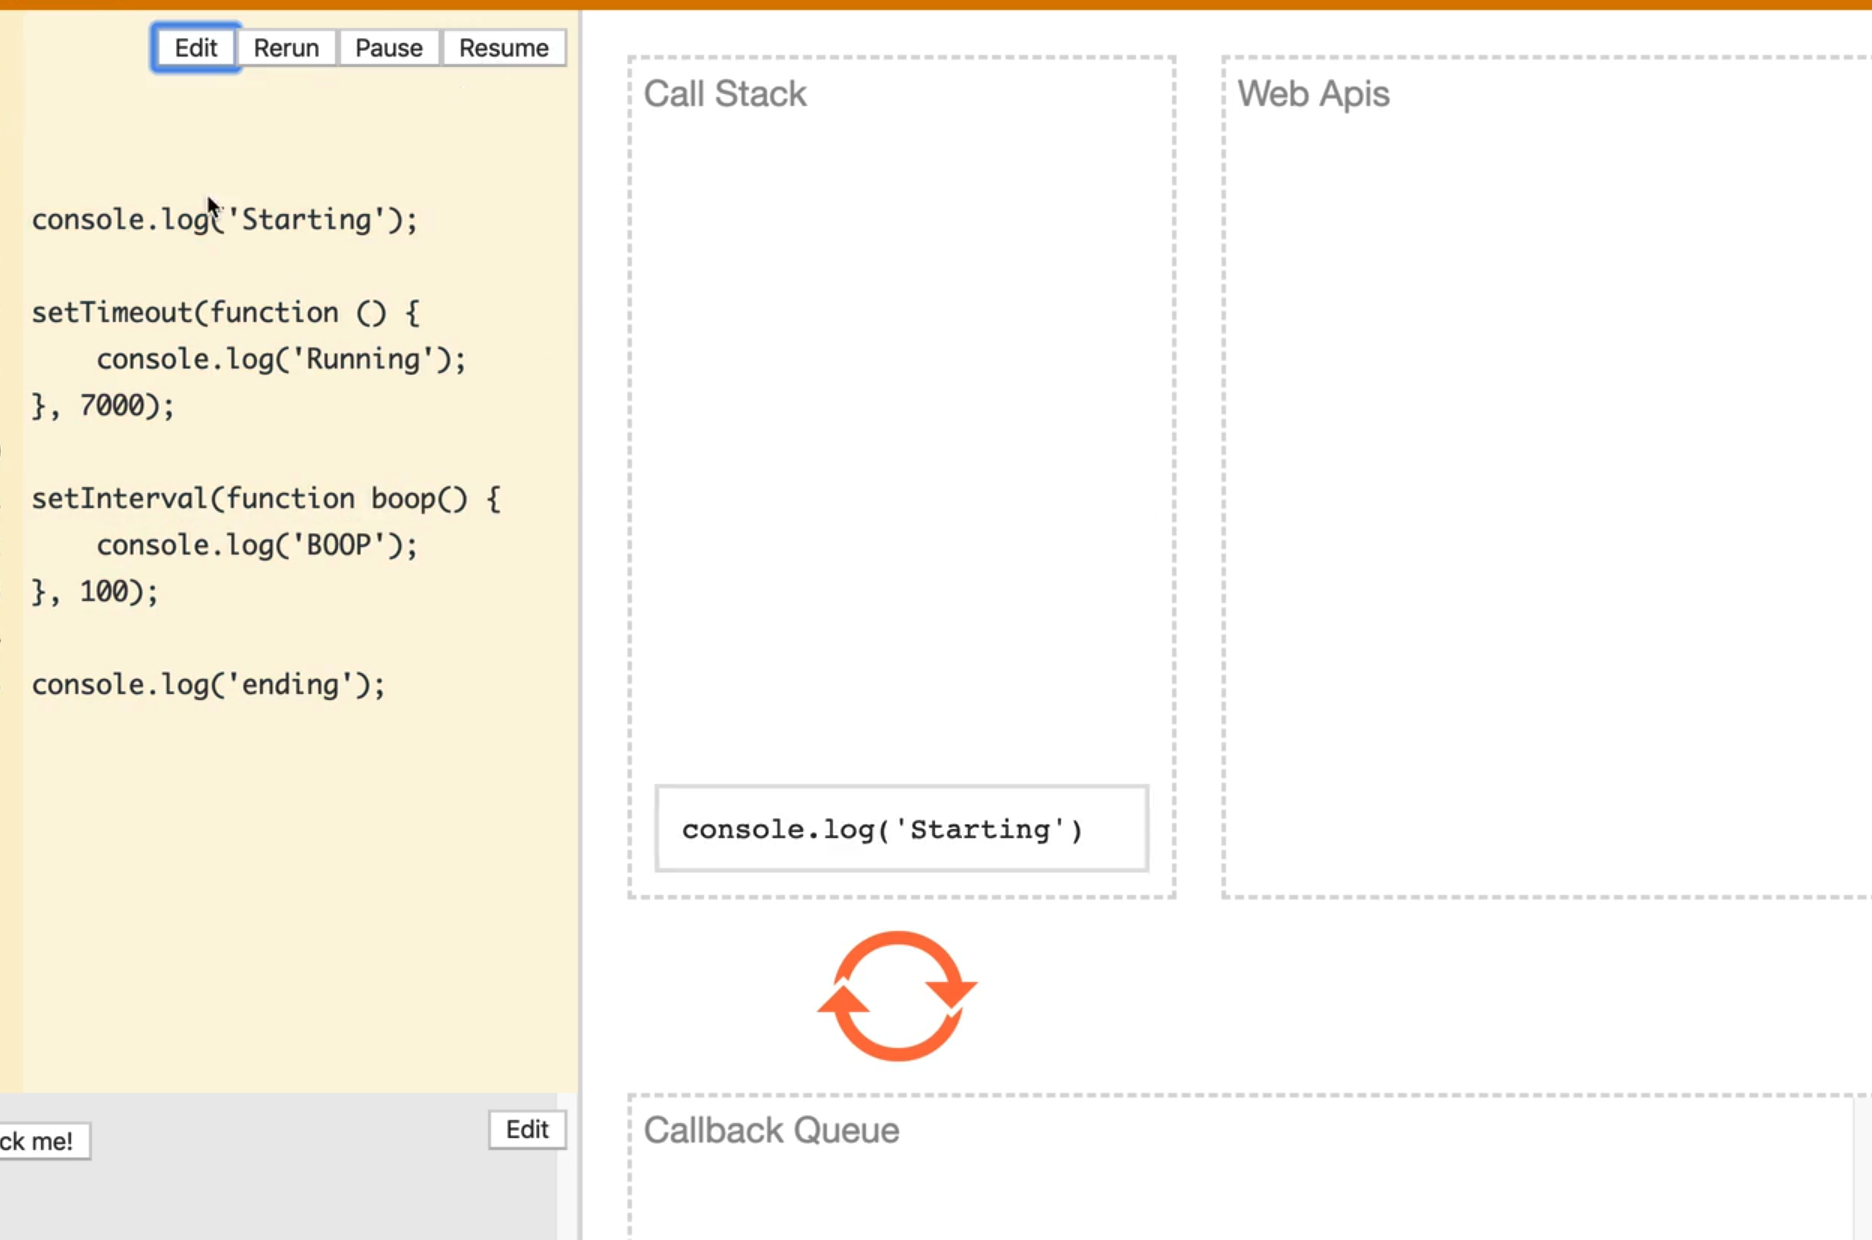 Edit Rerun Pause Resume
console.log('Starting');
setTimeout(function () {
    console.log('Running');
}, 7000);
setInterval(function boop() {
    console.log('BOOP');
}, 100);
console.log('ending');
ck me!
Edit
Call Stack
console.log('Starting')
Web Apis
Callback Queue